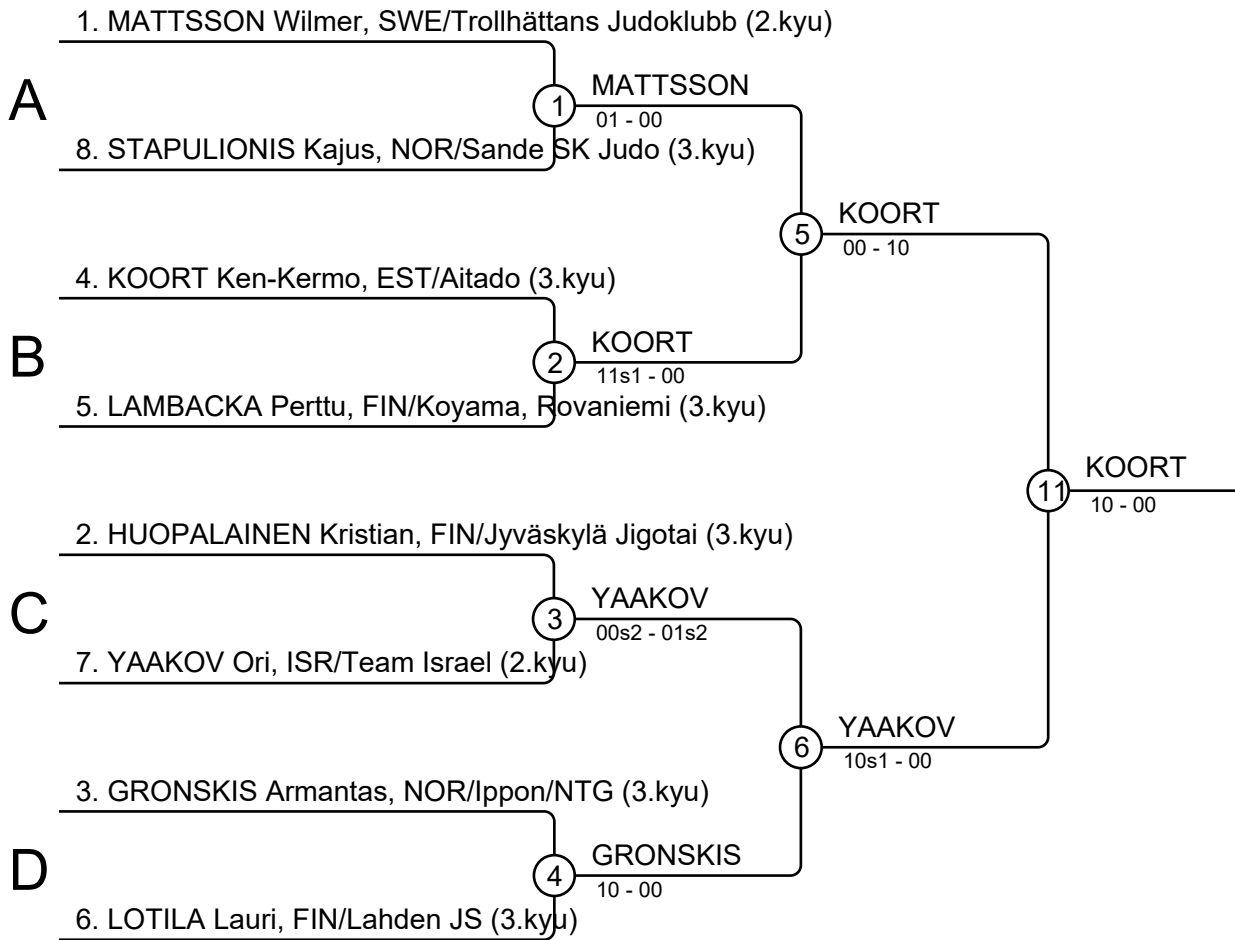 1. MATTSSON Wilmer, SWE/Trollhättans Judoklubb (2.kyu)
A
1
MATTSSON
01 - 00
8. STAPULIONIS Kajus, NOR/Sande SK Judo (3.kyu)
5
KOORT
00 - 10
4. KOORT Ken-Kermo, EST/Aitado (3.kyu)
B
2
KOORT
11s1 - 00
5. LAMBACKA Perttu, FIN/Koyama, Rovaniemi (3.kyu)
11
KOORT
10 - 00
2. HUOPALAINEN Kristian, FIN/Jyväskylä Jigotai (3.kyu)
C
3
YAAKOV
00s2 - 01s2
7. YAAKOV Ori, ISR/Team Israel (2.kyu)
6
YAAKOV
10s1 - 00
3. GRONSKIS Armantas, NOR/Ippon/NTG (3.kyu)
D
4
GRONSKIS
10 - 00
6. LOTILA Lauri, FIN/Lahden JS (3.kyu)